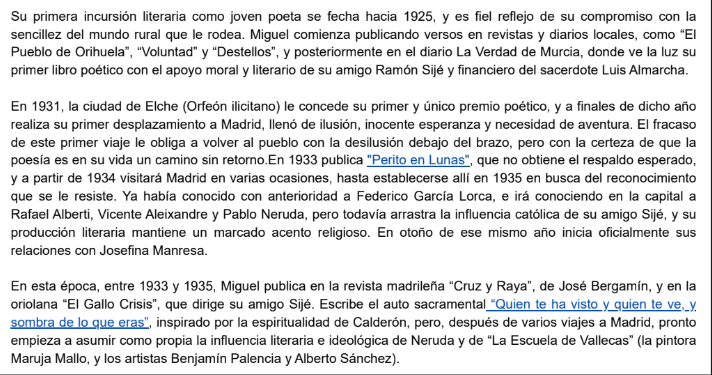 Su primera incursión literaria como joven poeta se fecha hacia 1925, y es fiel reflejo de su compromiso con la
sencillez del mundo rural que le rodea. Miguel comienza publicando versos en revistas y diarios locales, como “El
Pueblo de Orihuela”, “Voluntad” y “Destellos”, y posteriormente en el diario La Verdad de Murcia, donde ve la luz su
primer libro poético con el apoyo moral y literario de su amigo Ramón Sijé y financiero del sacerdote Luis Almarcha.
En 1931, la ciudad de Elche (Orfeón ilicitano) le concede su primer y único premio poético, y a finales de dicho año
realiza su primer desplazamiento a Madrid, llenó de ilusión, inocente esperanza y necesidad de aventura. El fracaso
de este primer viaje le obliga a volver al pueblo con la desilusión debajo del brazo, pero con la certeza de que la
poesía es en su vida un camino sin retorno.En 1933 publica "Perito en Lunas", que no obtiene el respaldo esperado,
y a partir de 1934 visitará Madrid en varias ocasiones, hasta establecerse allí en 1935 en busca del reconocimiento
que se le resiste. Ya había conocido con anterioridad a Federico García Lorca, e irá conociendo en la capital a
Rafael Alberti, Vicente Aleixandre y Pablo Neruda, pero todavía arrastra la influencia católica de su amigo Sijé, y su
producción literaria mantiene un marcado acento religioso. En otoño de ese mismo año inicia oficialmente sus
relaciones con Josefina Manresa.
En esta época, entre 1933 y 1935, Miguel publica en la revista madrileña “Cruz y Raya”, de José Bergamín, y en la
oriolana “El Gallo Crisis”, que dirige su amigo Sijé. Escribe el auto sacramental “Quien te ha visto y quien te ve, y
sombra de lo que eras”, inspirado por la espiritualidad de Calderón, pero, después de varios viajes a Madrid, pronto
empieza a asumir como propia la influencia literaria e ideológica de Neruda y de “La Escuela de Vallecas” (la pintora
Maruja Mallo, y los artistas Benjamín Palencia y Alberto Sánchez).